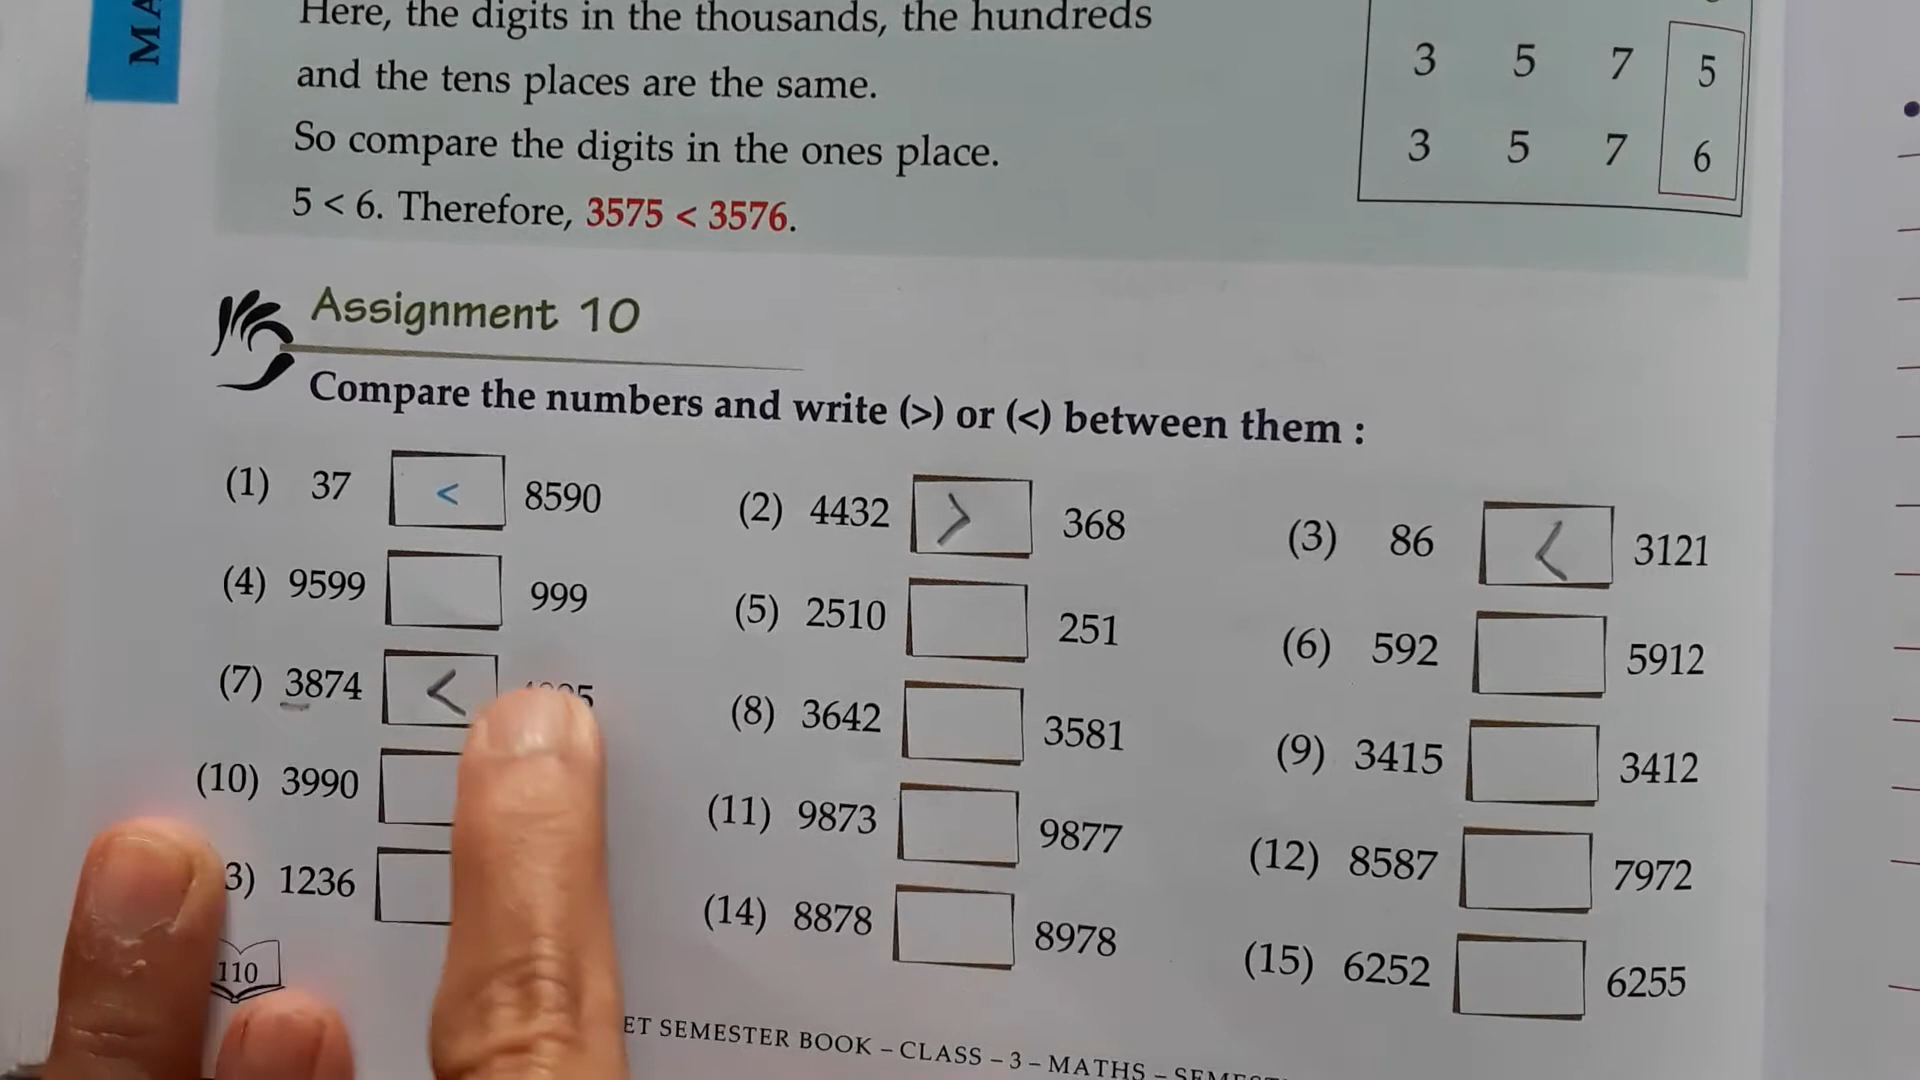 MA
Here, the digits in the thousands, the hundreds
and the tens places are the same.
So compare the digits in the ones place.
5 < 6. Therefore, 3575 < 3576.
3 5 7 5
3 5 7 6
Assignment 10
Compare the numbers and write (>) or (<) between them :
(1) 37 < 8590 (2) 4432 > 368 (3) 86 < 3121
(4) 9599 999 (5) 2510 251 (6) 592 5912
(7) 3874 < (8) 3642 3581 (9) 3415 3412
(10) 3990 (11) 9873 9877 (12) 8587 7972
3) 1236 (14) 8878 8978 (15) 6252 6255
110
ET SEMESTER BOOK – CLASS – 3 – MATHS –